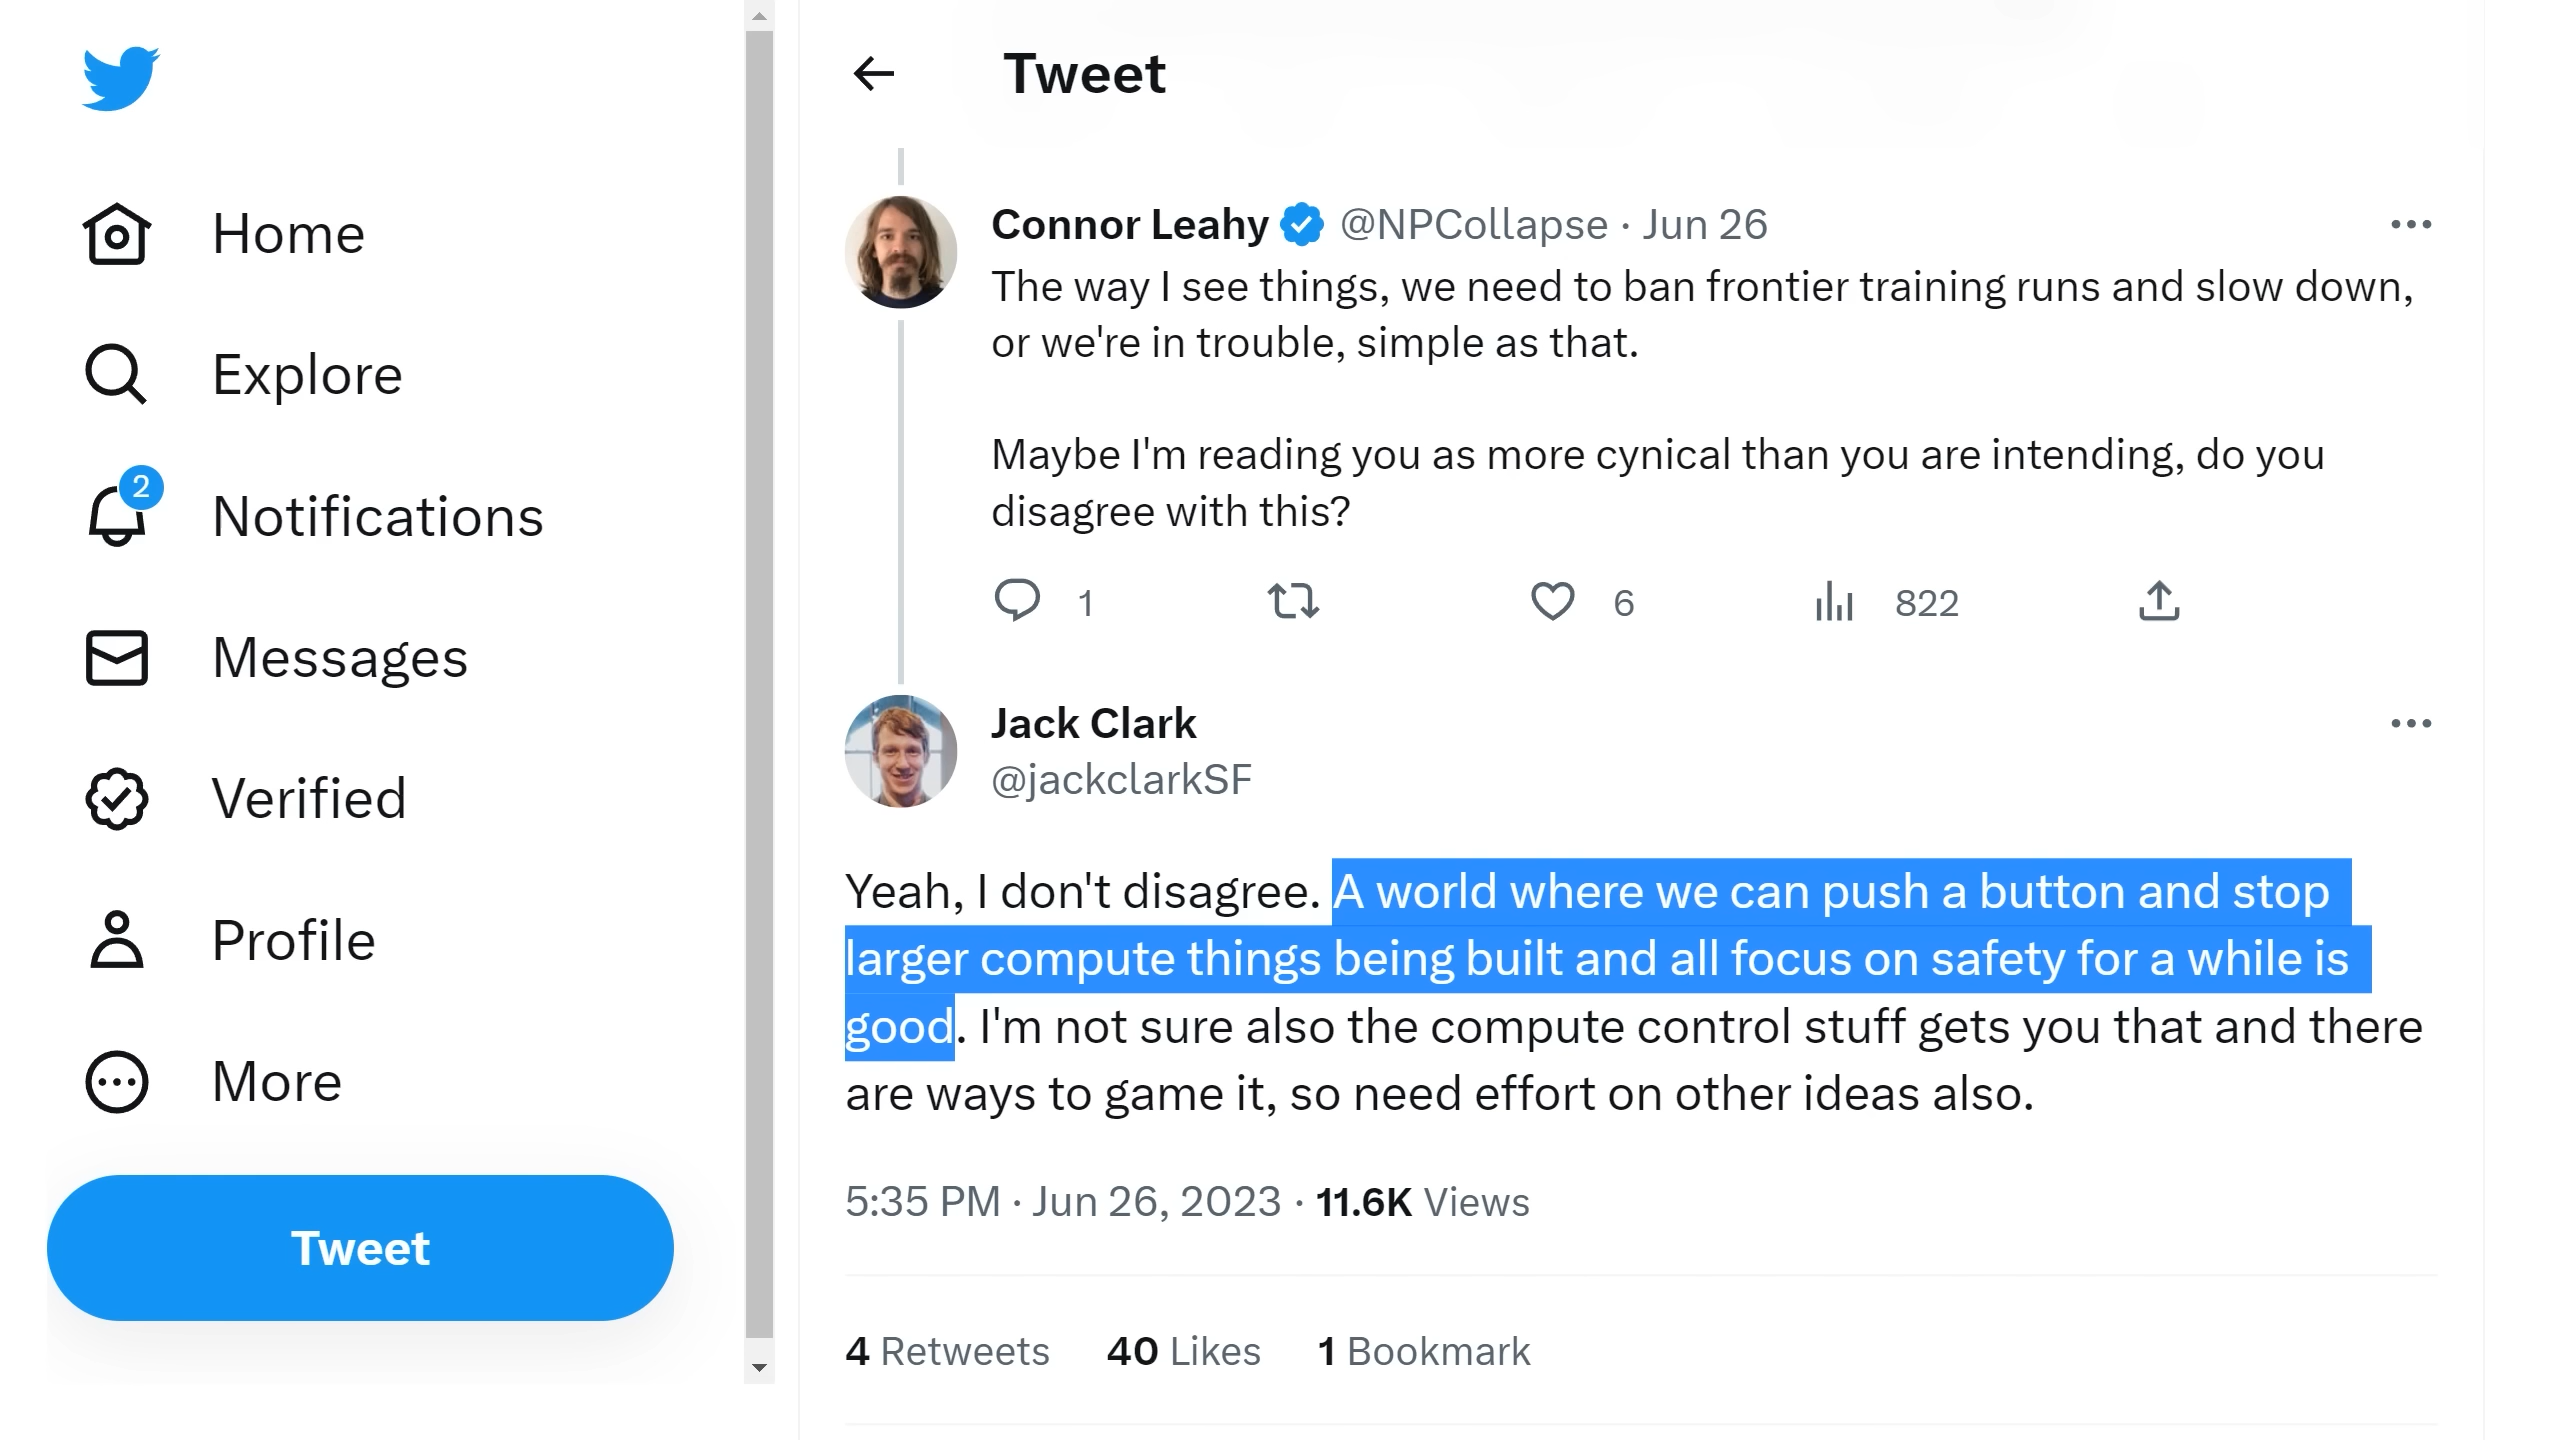 Home
Explore
2
Notifications
Messages
Verified
Profile
More
Tweet
Tweet
Connor Leahy @NPCollapse · Jun 26
The way I see things, we need to ban frontier training runs and slow down,
or we're in trouble, simple as that.
Maybe I'm reading you as more cynical than you are intending, do you
disagree with this?
1 6 822
Jack Clark
@jackclarkSF
Yeah, I don't disagree. A world where we can push a button and stop
larger compute things being built and all focus on safety for a while is
good. I'm not sure also the compute control stuff gets you that and there
are ways to game it, so need effort on other ideas also.
5:35 PM · Jun 26, 2023 · 11.6K Views
4 Retweets 40 Likes 1 Bookmark